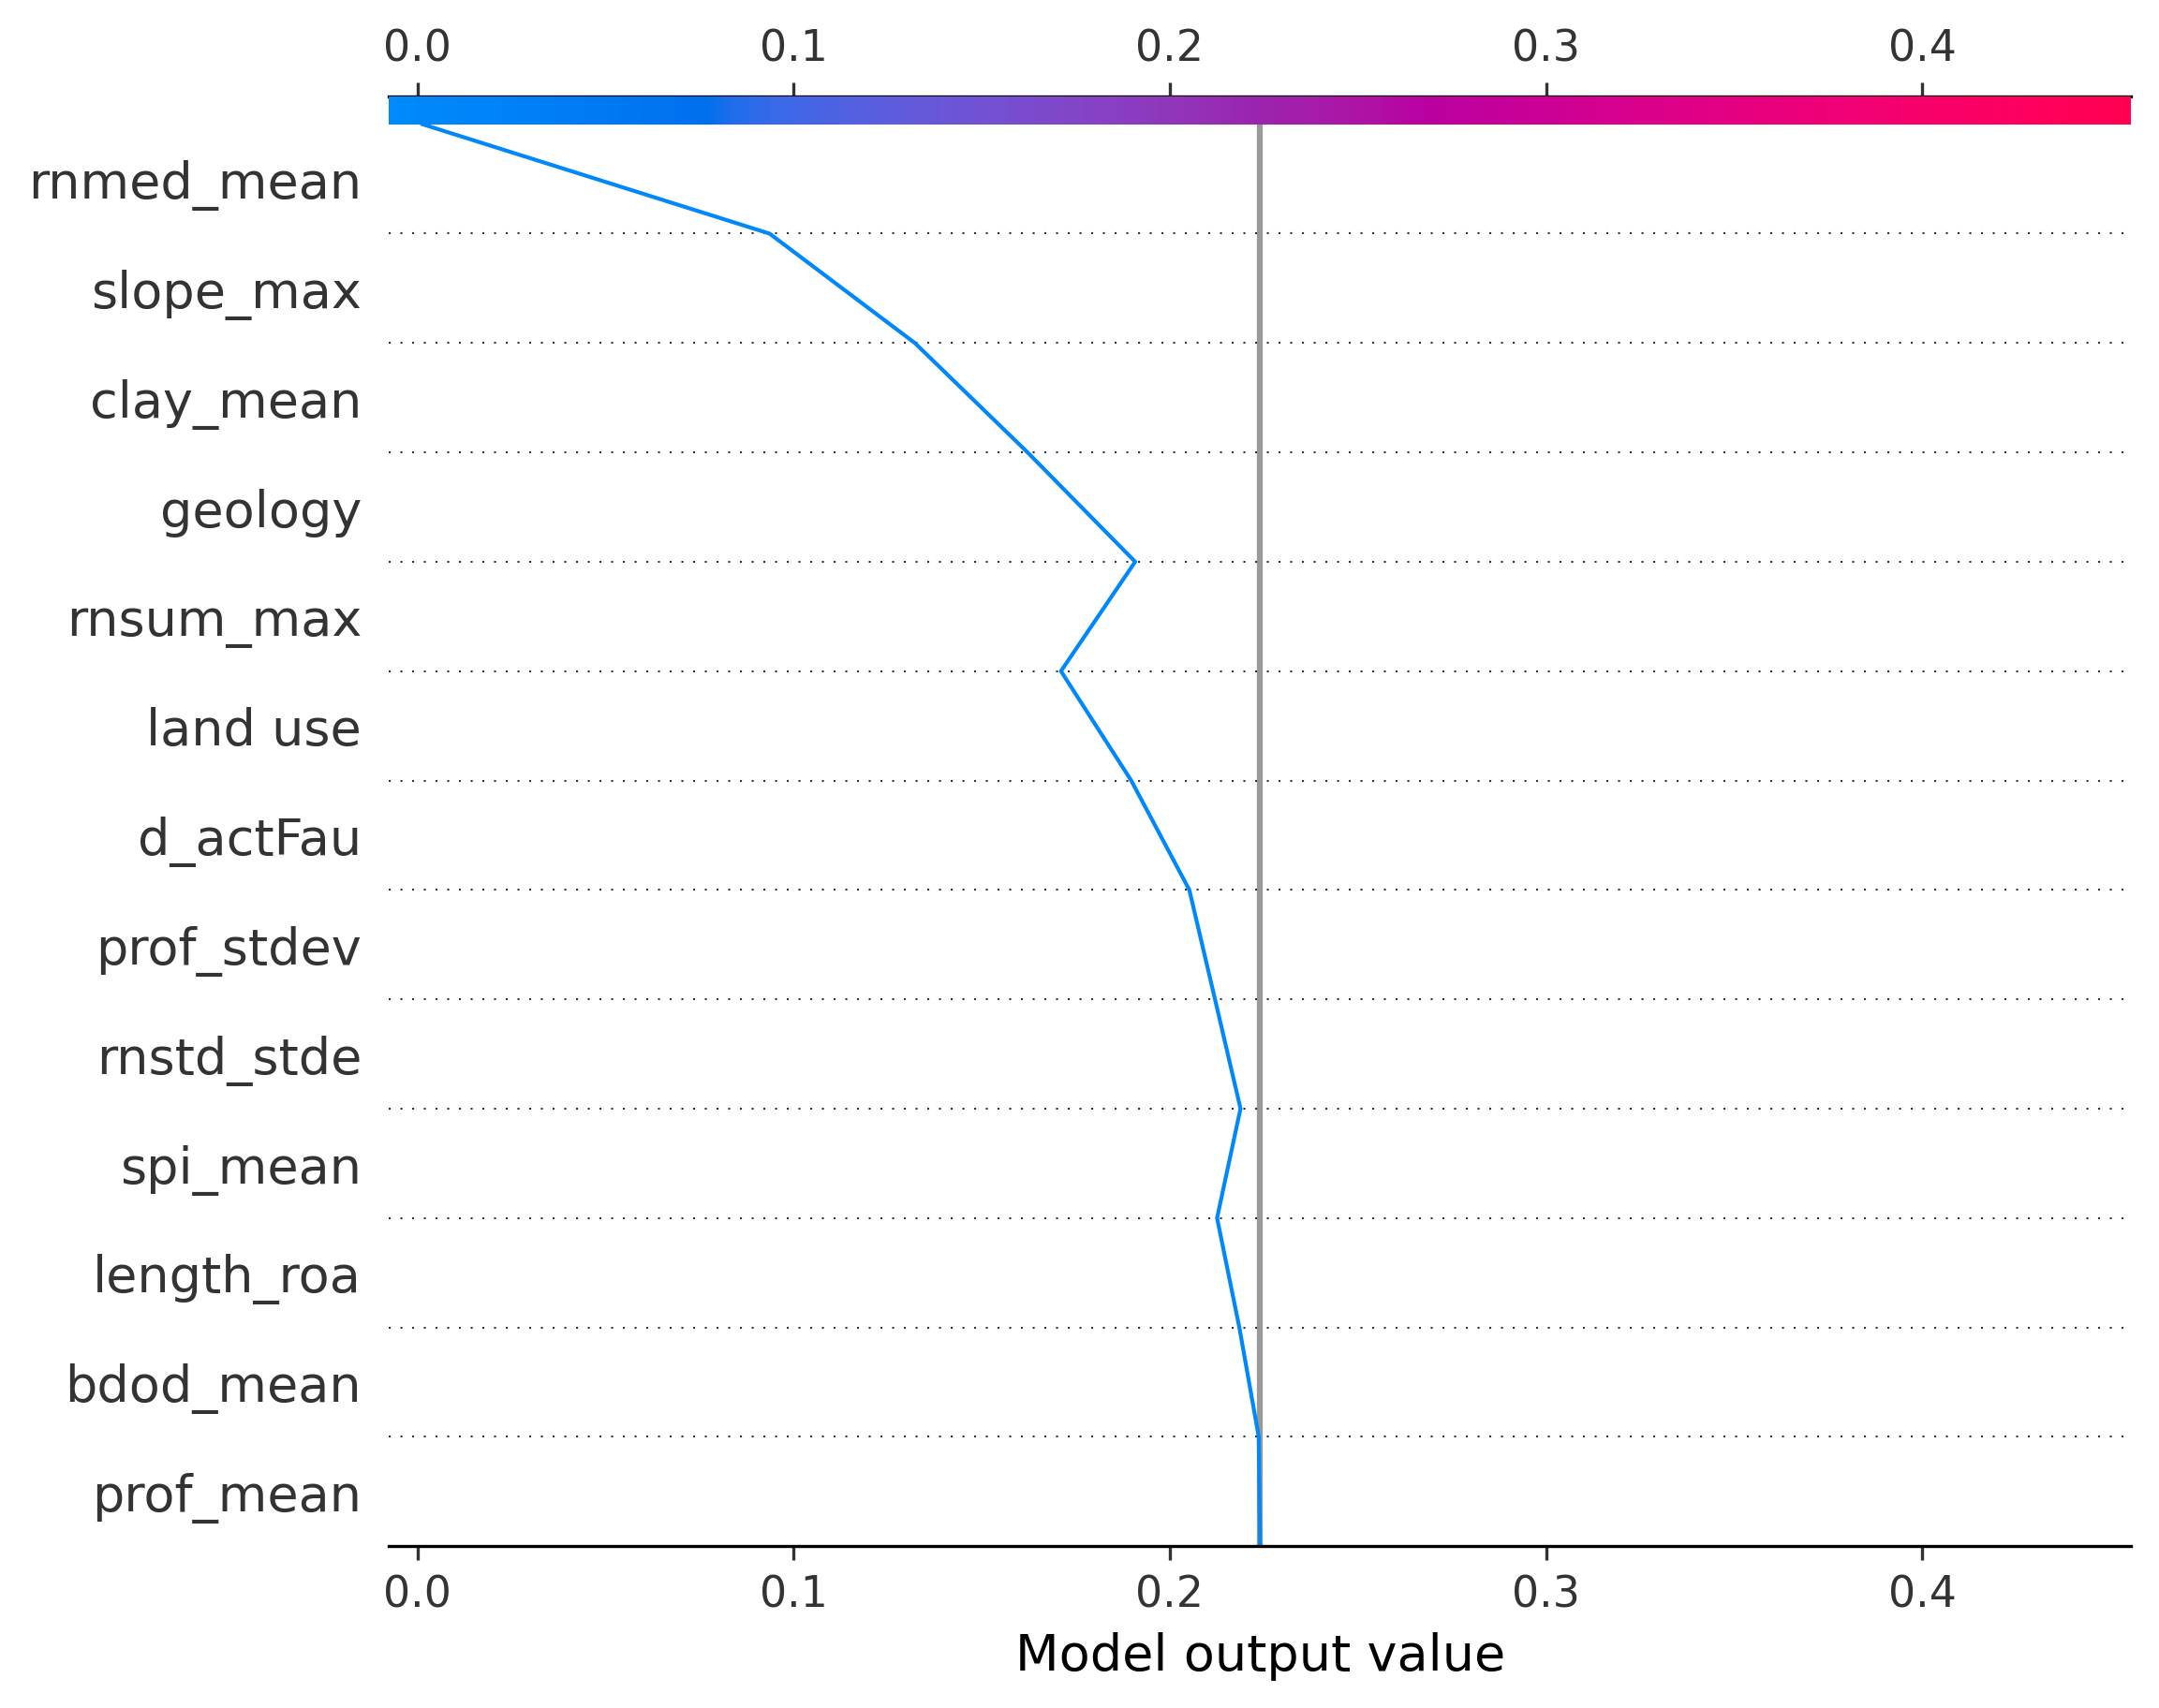 0.0 0.1 0.2 0.3 0.4
rnmed_mean
slope_max
clay_mean
geology
rnsum_max
land use
d_actFau
prof_stdev
rnstd_stde
spi_mean
length_roa
bdod_mean
prof_mean
0.0 0.1 0.2 0.3 0.4
Model output value